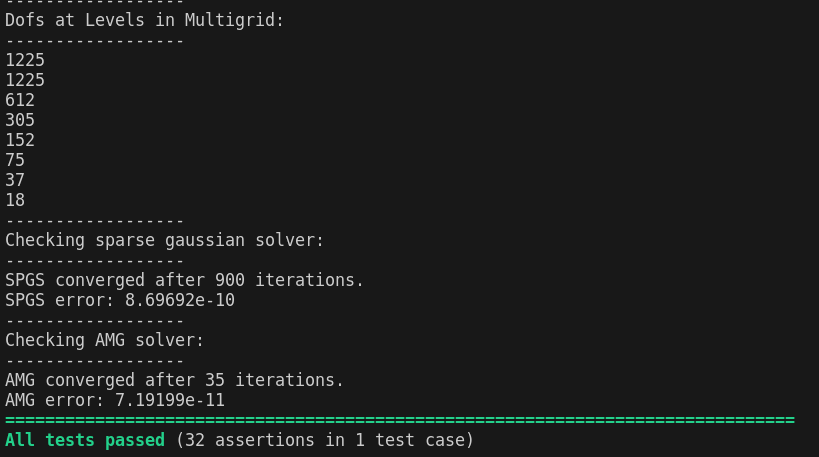 ------------------
Dofs at Levels in Multigrid:
------------------
1225
1225
612
305
152
75
37
18
------------------
Checking sparse gaussian solver:
------------------
SPGS converged after 900 iterations.
SPGS error: 8.69692e-10
------------------
Checking AMG solver:
------------------
AMG converged after 35 iterations.
AMG error: 7.19199e-11
===============================================================================
All tests passed (32 assertions in 1 test case)